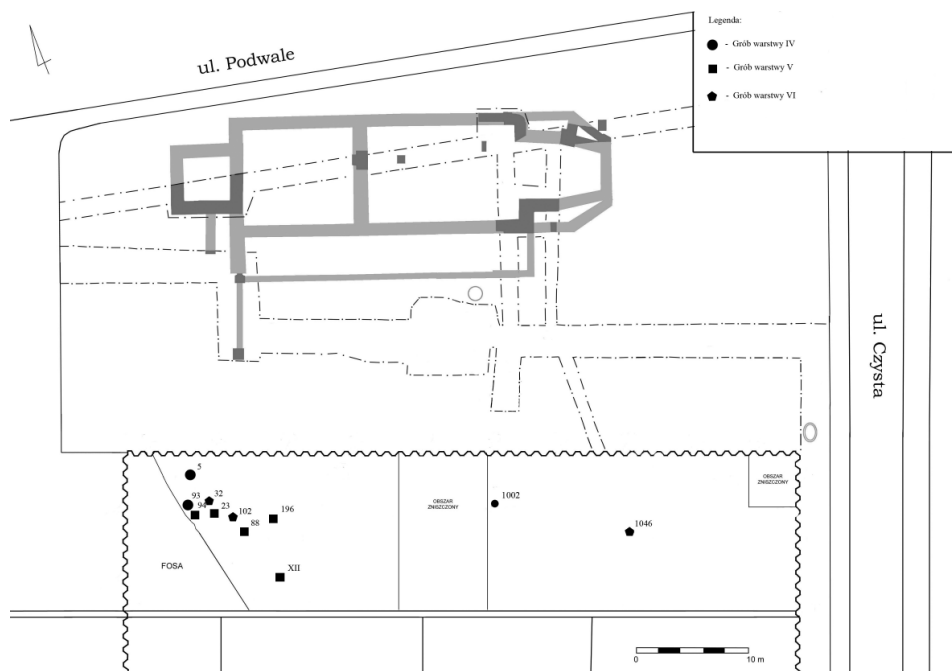 Legenda:
- Grób warstwy IV
- Grób warstwy V
- Grób warstwy VI
ul. Podwale
ul. Czysta
5
93
32
94
23
102
88
196
1002
1046
XII
OBSZAR
ZNISZCZONY
OBSZAR
ZNISZCZONY
FOSA
0
10 m